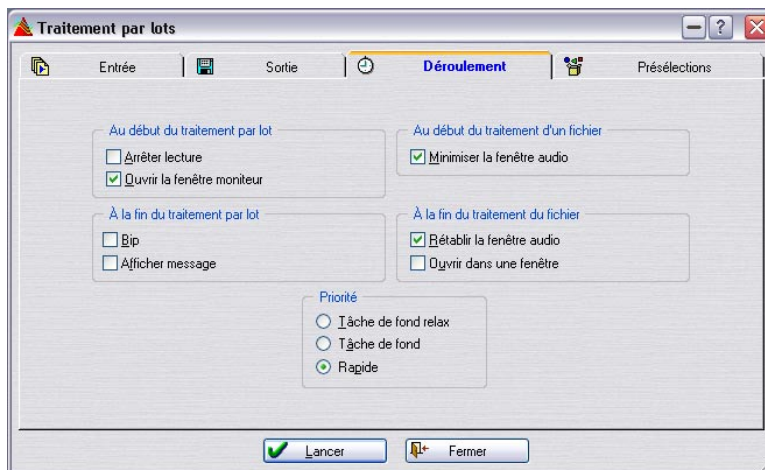 Traitement par lots
Entrée Sortie Déroulement Présélections
Au début du traitement par lot
Arrêter lecture
Ouvrir la fenêtre moniteur
Au début du traitement d'un fichier
Minimiser la fenêtre audio
À la fin du traitement par lot
Bip
Afficher message
À la fin du traitement du fichier
Rétablir la fenêtre audio
Ouvrir dans une fenêtre
Priorité
Tâche de fond relax
Tâche de fond
Rapide
Lancer Fermer